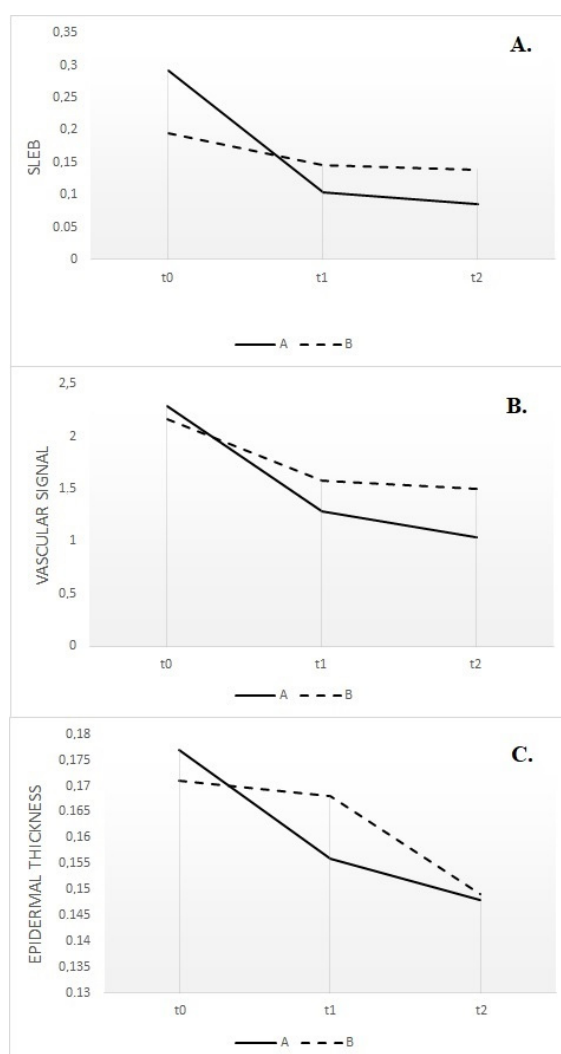 A.
SLEB
0,35
0,3
0,25
0,2
0,15
0,1
0.05
0
t0 t1 t2
A B
B.
VASCULAR SIGNAL
2,5
2
1.5
1
0,5
0
t0 t1 t2
A B
C.
EPIDERMAL THICKNESS
0,18
0,175
0,17
0,165
0,16
0,155
0,15
0.145
0.14
0,135
0.13
t0 t1 t2
A B